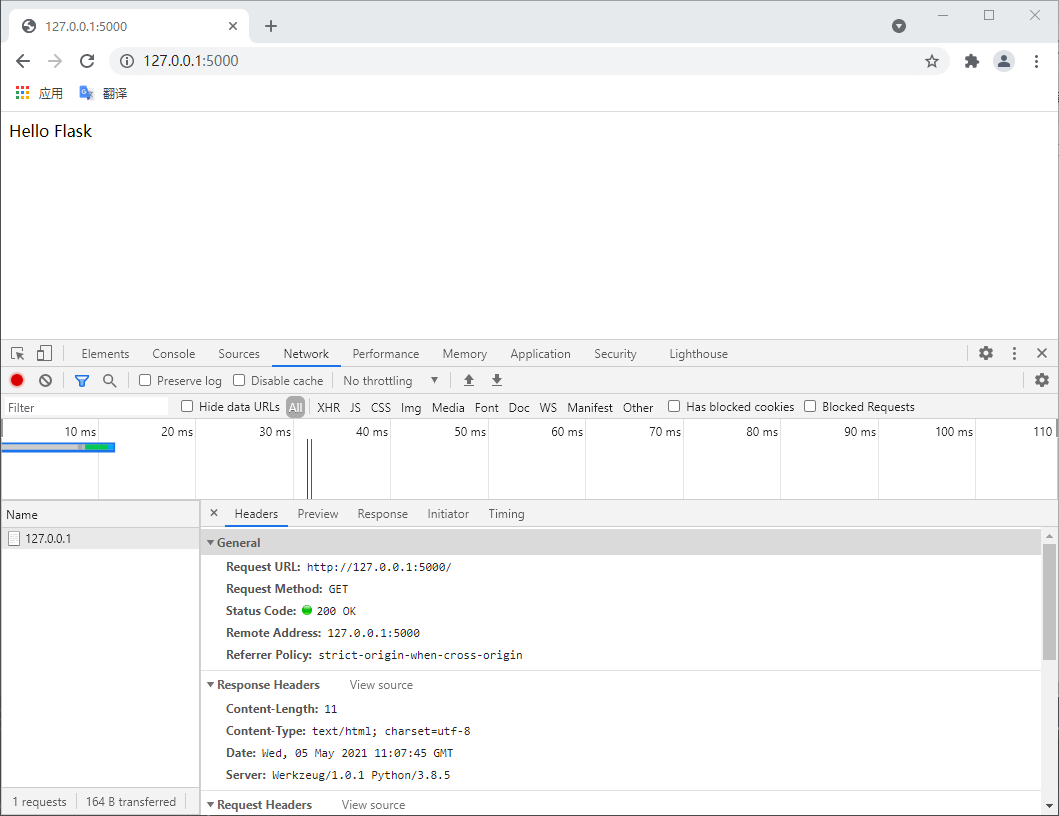 127.0.0.1:5000
127.0.0.1:5000
应用 翻译
Hello Flask
Elements Console Sources Network Performance Memory Application Security Lighthouse
Preserve log Disable cache No throttling
Filter Hide data URLs All XHR JS CSS Img Media Font Doc WS Manifest Other Has blocked cookies Blocked Requests
10 ms 20 ms 30 ms 40 ms 50 ms 60 ms 70 ms 80 ms 90 ms 100 ms 110
Name Headers Preview Response Initiator Timing
127.0.0.1
General
Request URL: http://127.0.0.1:5000/
Request Method: GET
Status Code: 200 OK
Remote Address: 127.0.0.1:5000
Referrer Policy: strict-origin-when-cross-origin
Response Headers View source
Content-Length: 11
Content-Type: text/html; charset=utf-8
Date: Wed, 05 May 2021 11:07:45 GMT
Server: Werkzeug/1.0.1 Python/3.8.5
Request Headers View source
1 requests 164 B transferred